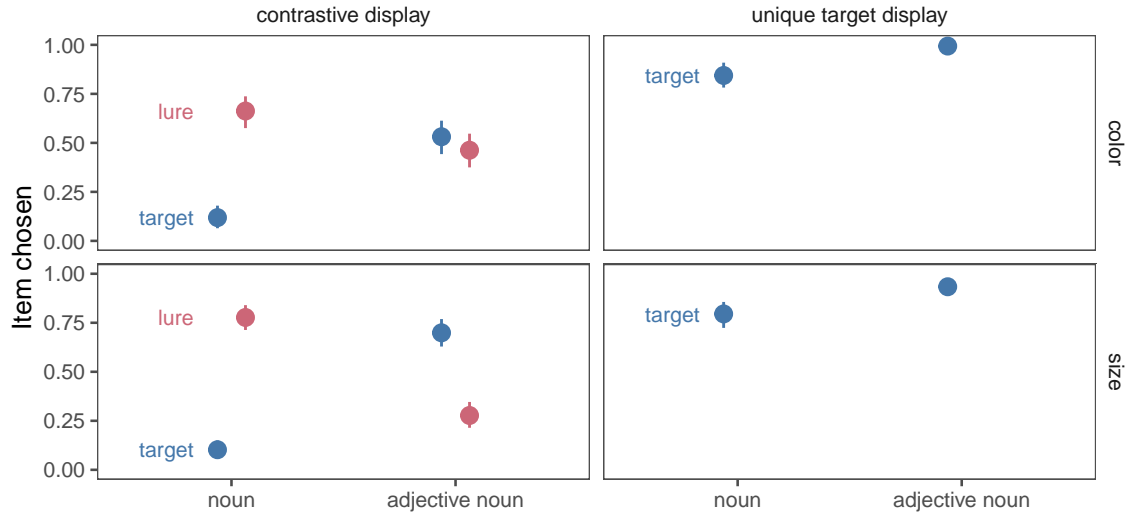 contrastive display
unique target display
Item chosen
1.00
0.75
0.50
0.25
0.00
lure
target
target
color
1.00
0.75
0.50
0.25
0.00
lure
target
target
size
noun
adjective noun
noun
adjective noun